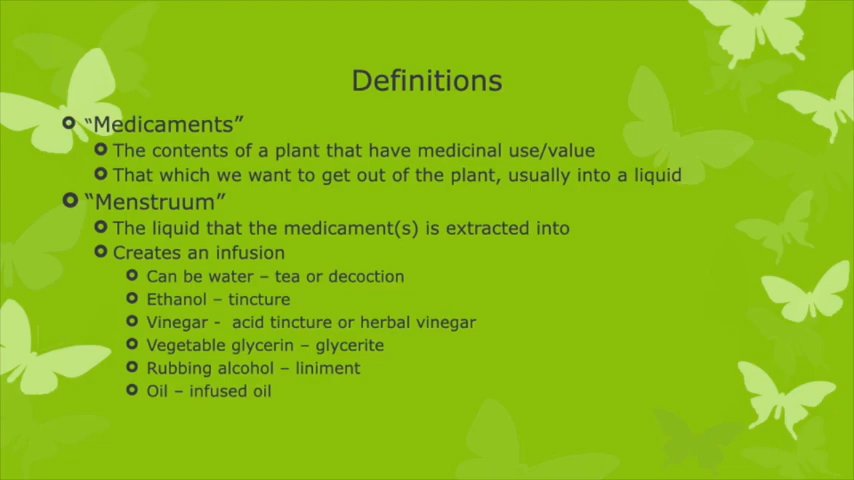 Definitions
“Medicaments”
The contents of a plant that have medicinal use/value
That which we want to get out of the plant, usually into a liquid
“Menstruum”
The liquid that the medicament(s) is extracted into
Creates an infusion
Can be water – tea or decoction
Ethanol – tincture
Vinegar -  acid tincture or herbal vinegar
Vegetable glycerin – glycerite
Rubbing alcohol – liniment
Oil – infused oil